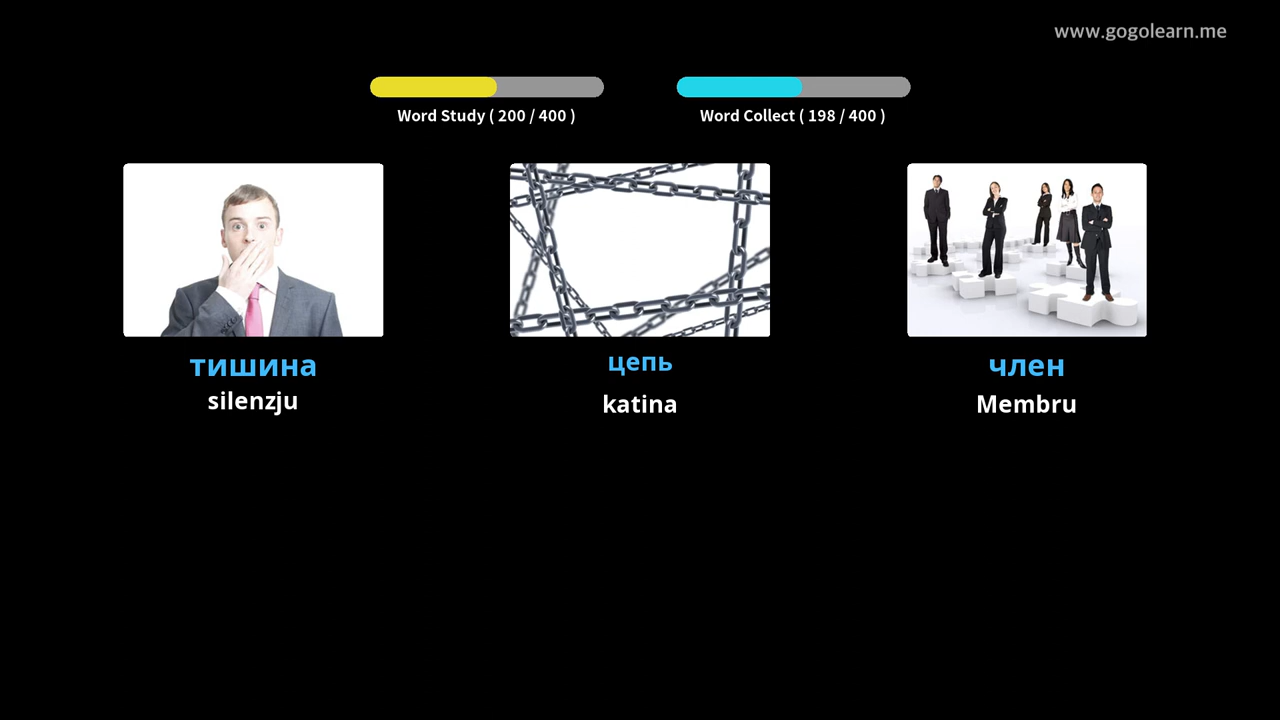 www.gogolearn.me
Word Study ( 200 / 400 )
Word Collect ( 198 / 400 )
тишина
silenzju
цепь
katina
член
Membru